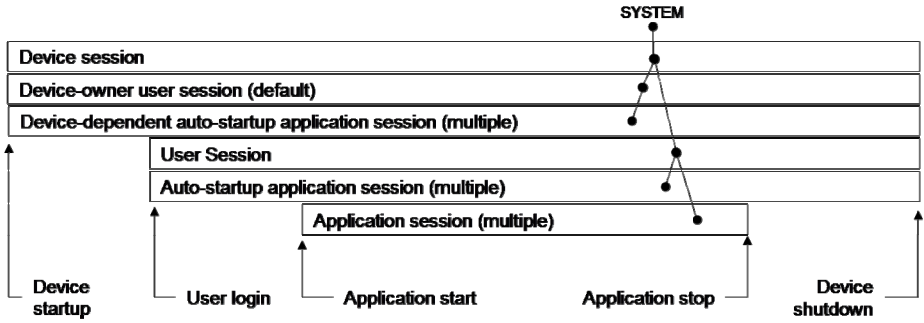 SYSTEM
Device session
Device-owner user session (default)
Device-dependent auto-startup application session (multiple)
User Session
Auto-startup application session (multiple)
Application session (multiple)
Device
startup
User login
Application start
Application stop
Device
shutdown